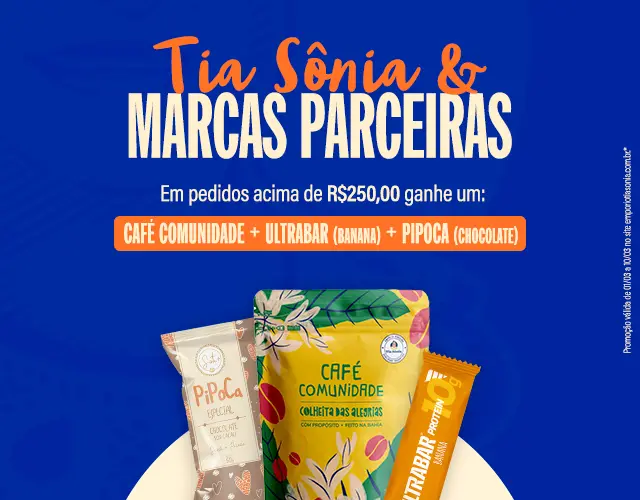 Tia Sônia &
MARCAS PARCEIRAS
Em pedidos acima de R$250,00 ganhe um:
CAFÉ COMUNIDADE + ULTRABAR (BANANA) + PIPOCA (CHOCOLATE)
Promoção válida de 01/03 a 10/03 no site emporiotiasonia.com.br*
PiPoCa
ESPECIAL
CHOCOLATE
CAFÉ
COMUNIDADE
COLHEITA DAS ALEGRIAS
COM PROPÓSITO • FEITO NA BAHIA
ULTRABAR PROTEIN 10g
BANANA